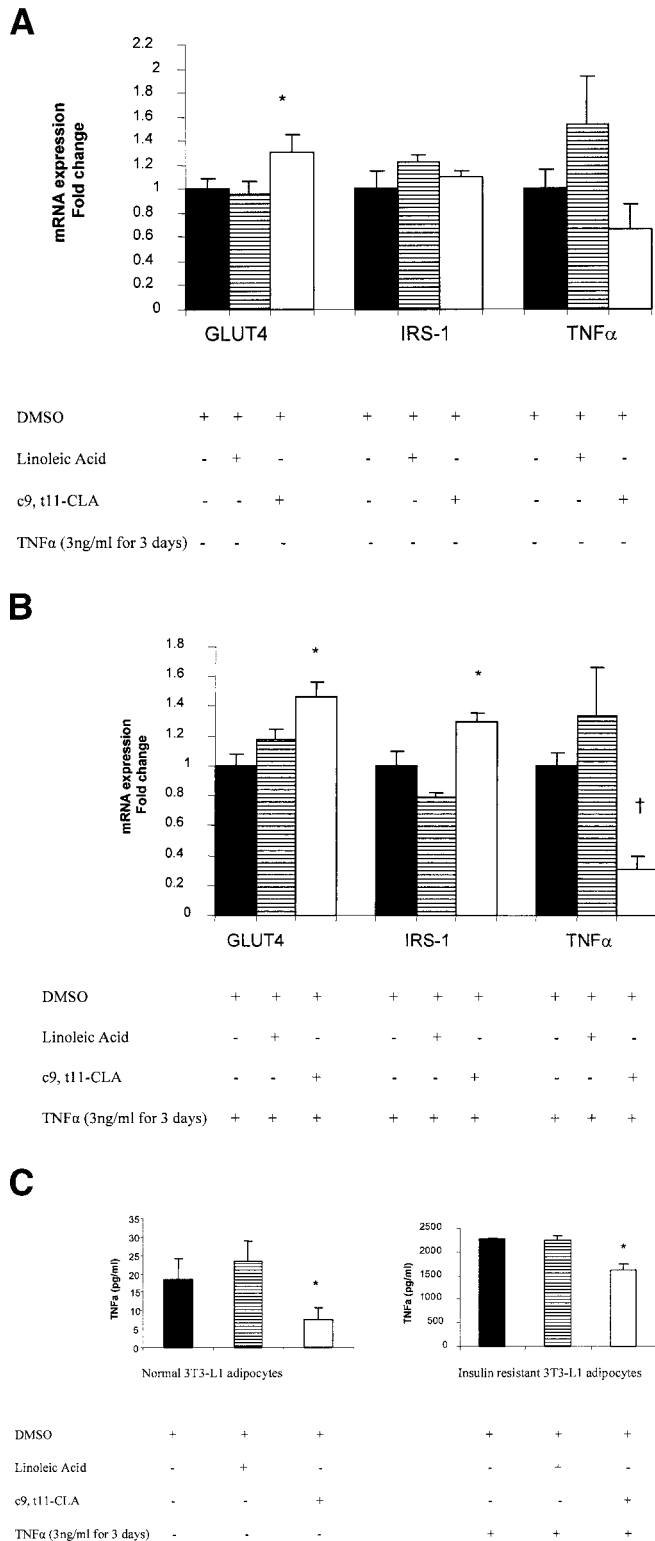 A
mRNA expression
Fold change
2.2
2
1.8
1.6
1.4
1.2
1
0.8
0.6
0.4
0.2
0
*
GLUT4 IRS-1 TNFα
DMSO + + + + + + + + +
Linoleic Acid - + - - + - - + -
c9, t11-CLA - - + - - + - - +
TNFα (3ng/ml for 3 days) - - - - - - - - -
B
mRNA expression
Fold change
1.8
1.6
1.4
1.2
1
0.8
0.6
0.4
0.2
0
* * †
GLUT4 IRS-1 TNFα
DMSO + + + + + + + + +
Linoleic Acid - + - - + - - + -
c9, t11-CLA - - + - - + - - +
TNFα (3ng/ml for 3 days) + + + + + + + + +
C
TNFa (pg/ml)
35
30
25
20
15
10
5
0
*
Normal 3T3-L1 adipocytes
TNFa (pg/ml)
2500
2000
1500
1000
500
0
*
Insulin resistant 3T3-L1 adipocytes
DMSO + + + + + +
Linoleic Acid - + - - + -
c9, t11-CLA - - + - - +
TNFα (3ng/ml for 3 days) - - - + + +